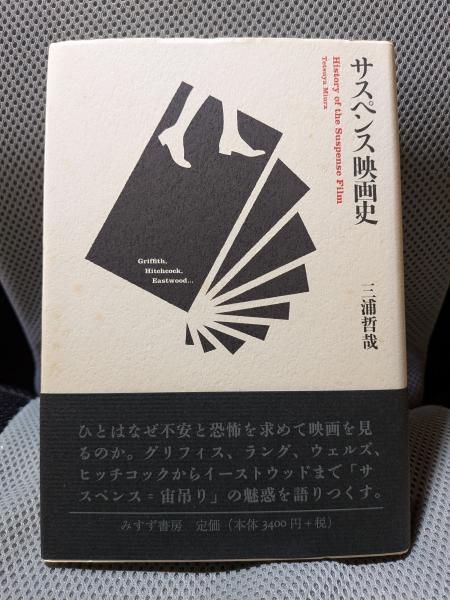 サスペンス映画史
History of the Suspense Film
Tetsuya Miura
三浦哲哉
Griffith,
Hitchcock,
Eastwood...
ひとはなぜ不安と恐怖を求めて映画を見
るのか。グリフィス、ラング、ウェルズ、
ヒッチコックからイーストウッドまで「サ
スペンス＝宙吊り」の魅惑を語りつくす。
みすず書房 定価（本体3400円+税）